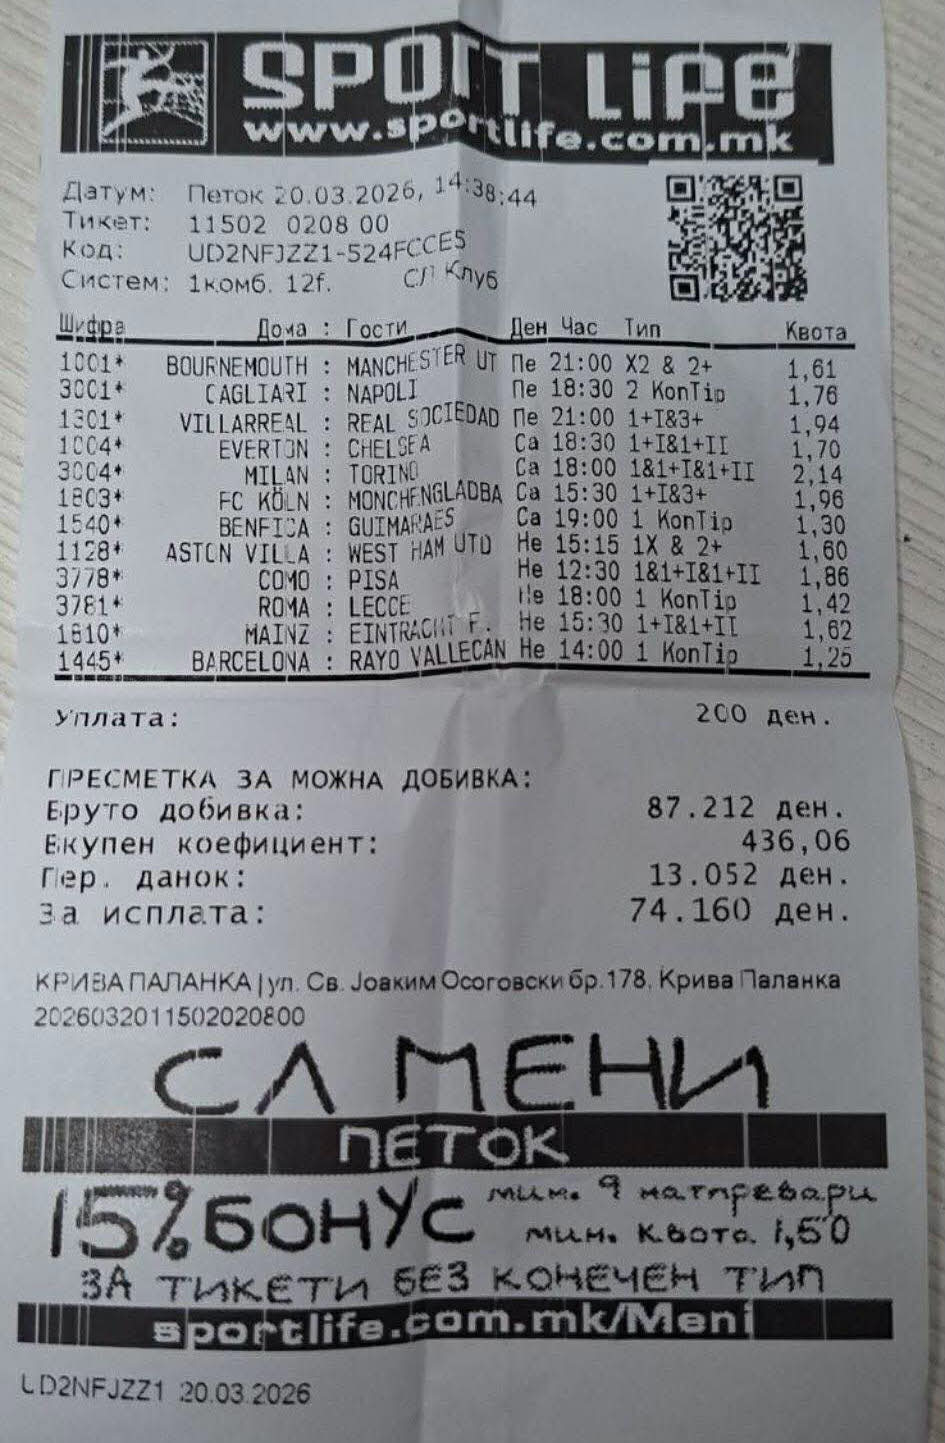 SPORT LiFe
www.sportlife.com.mk
Датум: Петок 20.03.2026, 14:38:44
Тикет: 11502 0208 00
Код: UD2NFJZZ1-524FCCE5
Систем: 1комб. 12f. СЛ Клуб
Шифра Дома : Гости Ден Час Тип Квота
1001* BOURNEMOUTH : MANCHESTER UT Пе 21:00 X2 & 2+ 1,61
3001* CAGLIARI : NAPOLI Пе 18:30 2 KonTip 1,76
1301* VILLARREAL : REAL SOCIEDAD Пе 21:00 1+I&3+ 1,94
1004* EVERTON : CHELSEA Са 18:30 1+I&1+II 1,70
3004* MILAN : TORINO Са 18:00 1&1+I&1+II 2,14
1803* FC KÖLN : MONCHENGLADBA Са 15:30 1+I&3+ 1,96
1540* BENFICA : GUIMARAES Са 19:00 1 KonTip 1,30
1128* ASTON VILLA : WEST HAM UTD Не 15:15 1X & 2+ 1,60
3778* COMO : PISA Не 12:30 1&1+I&1+II 1,86
3781* ROMA : LECCE Не 18:00 1 KonTip 1,42
1810* MAINZ : EINTRACHT F. Не 15:30 1+I&1+II 1,62
1445* BARCELONA : RAYO VALLECAN Не 14:00 1 KonTip 1,25
Уплата: 200 ден.
ПРЕСМЕТКА ЗА МОЖНА ДОБИВКА:
Бруто добивка: 87.212 ден.
Вкупен коефициент: 436,06
Пер. данок: 13.052 ден.
За исплата: 74.160 ден.
КРИВА ПАЛАНКА | ул. Св. Јоаким Осоговски бр.178, Крива Паланка
2026032011502020800
СЛ МЕНИ
ПЕТОК
15% БОНУС мин. 9 натпревари
мин. квота 1,50
ЗА ТИКЕТИ БЕЗ КОНЕЧЕН ТИП
sportlife.com.mk/Meni
UD2NFJZZ1 20.03.2026